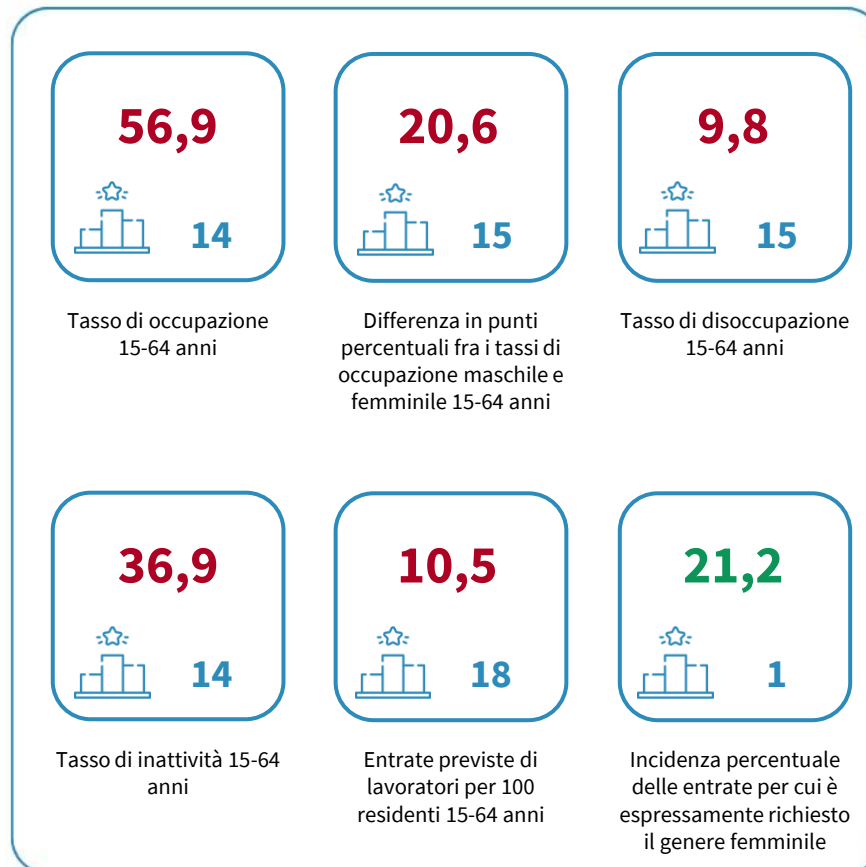 56,9
14
Tasso di occupazione
15-64 anni
20,6
15
Differenza in punti
percentuali fra i tassi di
occupazione maschile e
femminile 15-64 anni
9,8
15
Tasso di disoccupazione
15-64 anni
36,9
14
Tasso di inattività 15-64
anni
10,5
18
Entrate previste di
lavoratori per 100
residenti 15-64 anni
21,2
1
Incidenza percentuale
delle entrate per cui è
espressamente richiesto
il genere femminile